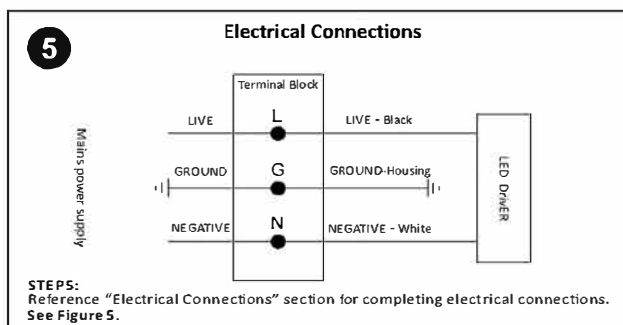 5
Electrical Connections
Terminal Block
L
LIVE
LIVE - Black
Mains power supply
G
GROUND
GROUND-Housing
LED DrivER
N
NEGATIVE
NEGATIVE - White
STEP5:
Reference “Electrical Connections” section for completing electrical connections.
See Figure 5.